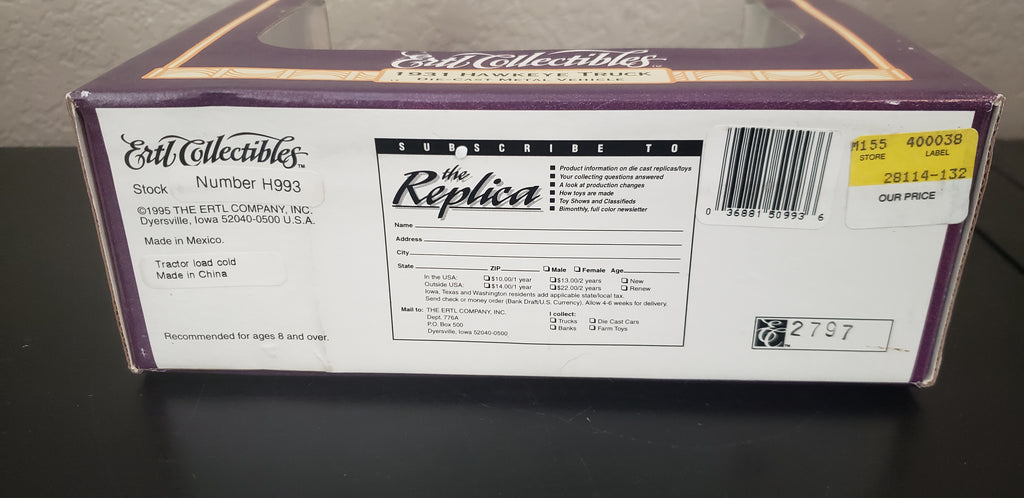 Ertl Collectibles™
1931 HAWKEYE TRUCK
DIE-CAST METAL VEHICLE
Ertl Collectibles™
Stock Number H993
©1995 THE ERTL COMPANY, INC.
Dyersville, Iowa 52040-0500 U.S.A.
Made in Mexico.
Tractor load cold
Made in China
Recommended for ages 8 and over.
SUBSCRIBE TO
the
Replica
■ Product information on die cast replicas/toys
■ Your collecting questions answered
■ A look at production changes
■ How toys are made
■ Toy Shows and Classifieds
■ Bimonthly, full color newsletter
Name
Address
City
State ZIP ❑ Male ❑ Female Age
In the USA: ❑ $10.00/1 year ❑ $13.00/2 years ❑ New
Outside USA: ❑ $14.00/1 year ❑ $22.00/2 years ❑ Renew
Iowa, Texas and Washington residents add applicable state/local tax.
Send check or money order (Bank Draft/U.S. Currency). Allow 4-6 weeks for delivery.
Mail to: THE ERTL COMPANY, INC.
Dept. 776A
P.O. Box 500
Dyersville, Iowa 52040-0500
I collect:
❑ Trucks ❑ Die Cast Cars
❑ Banks ❑ Farm Toys
0 36881 50993 6
M155 400038
STORE LABEL
28114-132
OUR PRICE
EC™ 2797